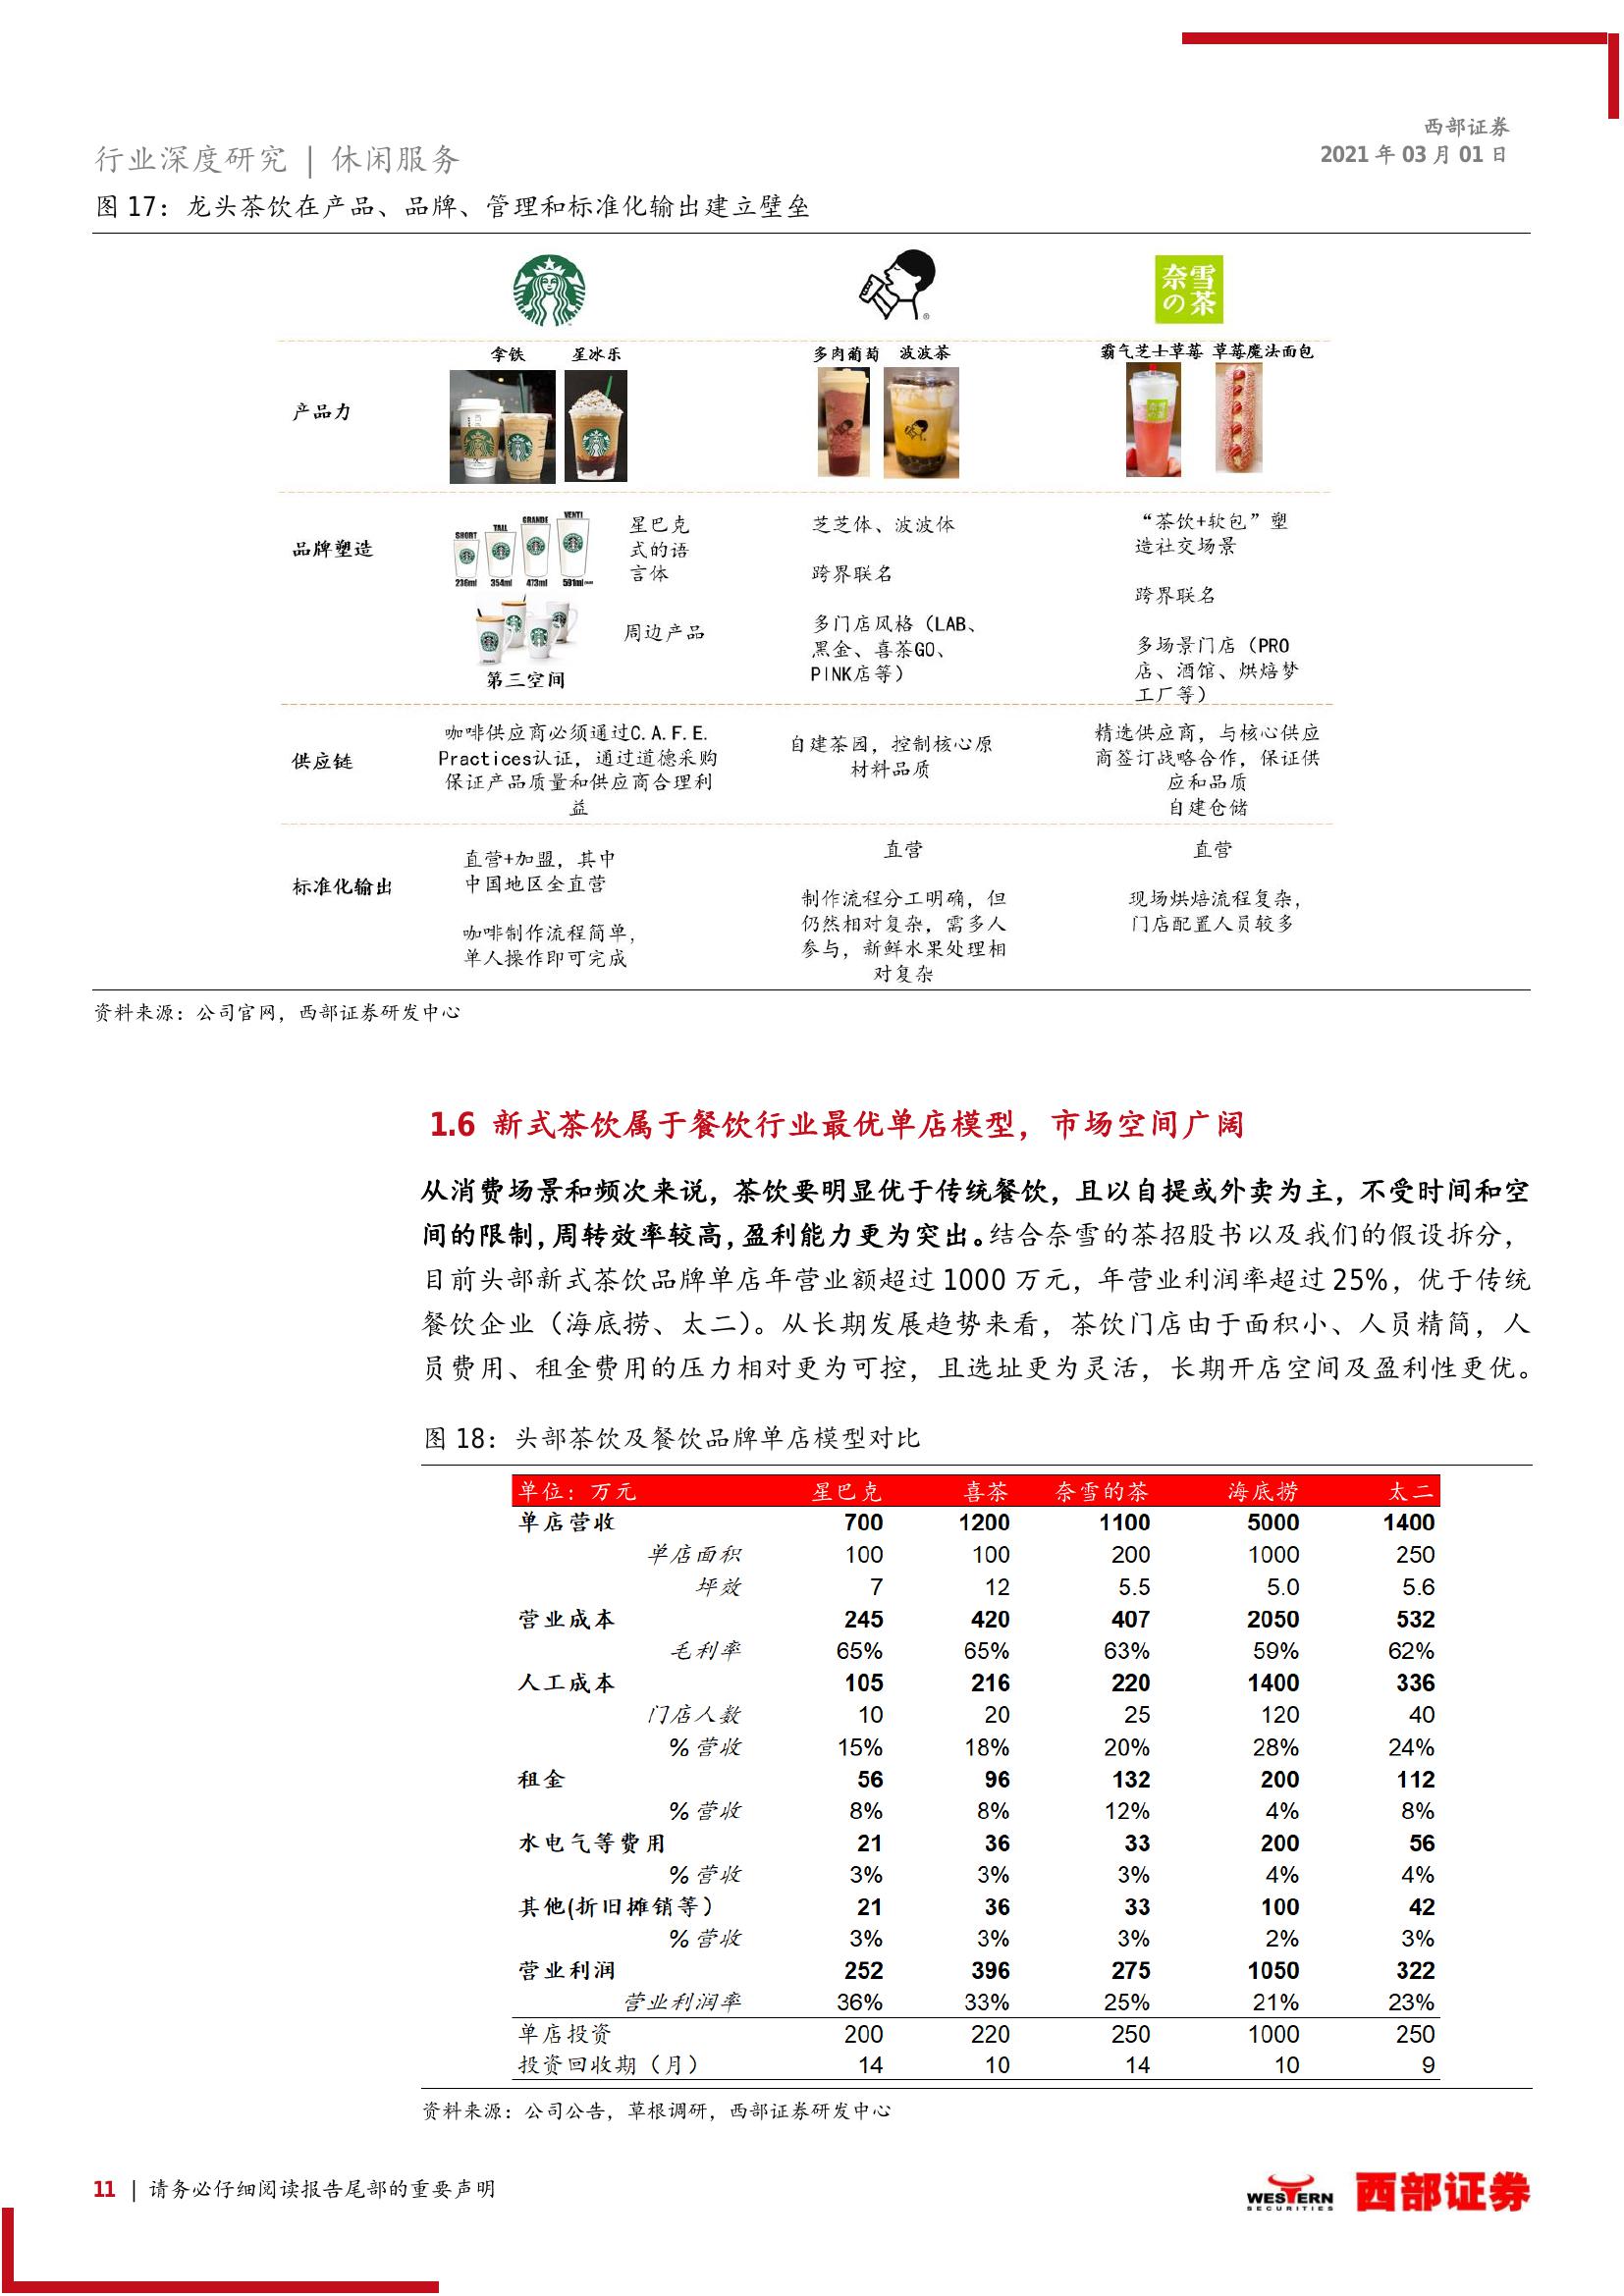 西部证券
2021 年 03 月 01 日
行业深度研究 | 休闲服务
图 17：龙头茶饮在产品、品牌、管理和标准化输出建立壁垒
奈雪
の茶
拿铁 星冰乐 多肉葡萄 波波茶 霸气芝士草莓 草莓魔法面包
产品力
品牌塑造
SHORT TALL GRANDE VENTI
236ml 354ml 473ml 591ml
星巴克
式的语
言体
周边产品
第三空间
芝芝体、波波体
跨界联名
多门店风格（LAB、
黑金、喜茶GO、
PINK店等）
“茶饮+软包”塑
造社交场景
跨界联名
多场景门店（PRO
店、酒馆、烘焙梦
工厂等）
供应链
咖啡供应商必须通过C.A.F.E.
Practices认证，通过道德采购
保证产品质量和供应商合理利
益
自建茶园，控制核心原
材料品质
精选供应商，与核心供应
商签订战略合作，保证供
应和品质
自建仓储
标准化输出
直营+加盟，其中
中国地区全直营
咖啡制作流程简单，
单人操作即可完成
直营
制作流程分工明确，但
仍然相对复杂，需多人
参与，新鲜水果处理相
对复杂
直营
现场烘焙流程复杂，
门店配置人员较多
资料来源：公司官网，西部证券研发中心
1.6 新式茶饮属于餐饮行业最优单店模型，市场空间广阔
从消费场景和频次来说，茶饮要明显优于传统餐饮，且以自提或外卖为主，不受时间和空
间的限制，周转效率较高，盈利能力更为突出。结合奈雪的茶招股书以及我们的假设拆分，
目前头部新式茶饮品牌单店年营业额超过 1000 万元，年营业利润率超过 25%，优于传统
餐饮企业（海底捞、太二）。从长期发展趋势来看，茶饮门店由于面积小、人员精简，人
员费用、租金费用的压力相对更为可控，且选址更为灵活，长期开店空间及盈利性更优。
图 18：头部茶饮及餐饮品牌单店模型对比
单位：万元 星巴克 喜茶 奈雪的茶 海底捞 太二
单店营收 700 1200 1100 5000 1400
单店面积 100 100 200 1000 250
坪效 7 12 5.5 5.0 5.6
营业成本 245 420 407 2050 532
毛利率 65% 65% 63% 59% 62%
人工成本 105 216 220 1400 336
门店人数 10 20 25 120 40
%营收 15% 18% 20% 28% 24%
租金 56 96 132 200 112
%营收 8% 8% 12% 4% 8%
水电气等费用 21 36 33 200 56
%营收 3% 3% 3% 4% 4%
其他(折旧摊销等） 21 36 33 100 42
%营收 3% 3% 3% 2% 3%
营业利润 252 396 275 1050 322
营业利润率 36% 33% 25% 21% 23%
单店投资 200 220 250 1000 250
投资回收期（月） 14 10 14 10 9
资料来源：公司公告，草根调研，西部证券研发中心
11 | 请务必仔细阅读报告尾部的重要声明
WESTERN
SECURITIES
西部证券